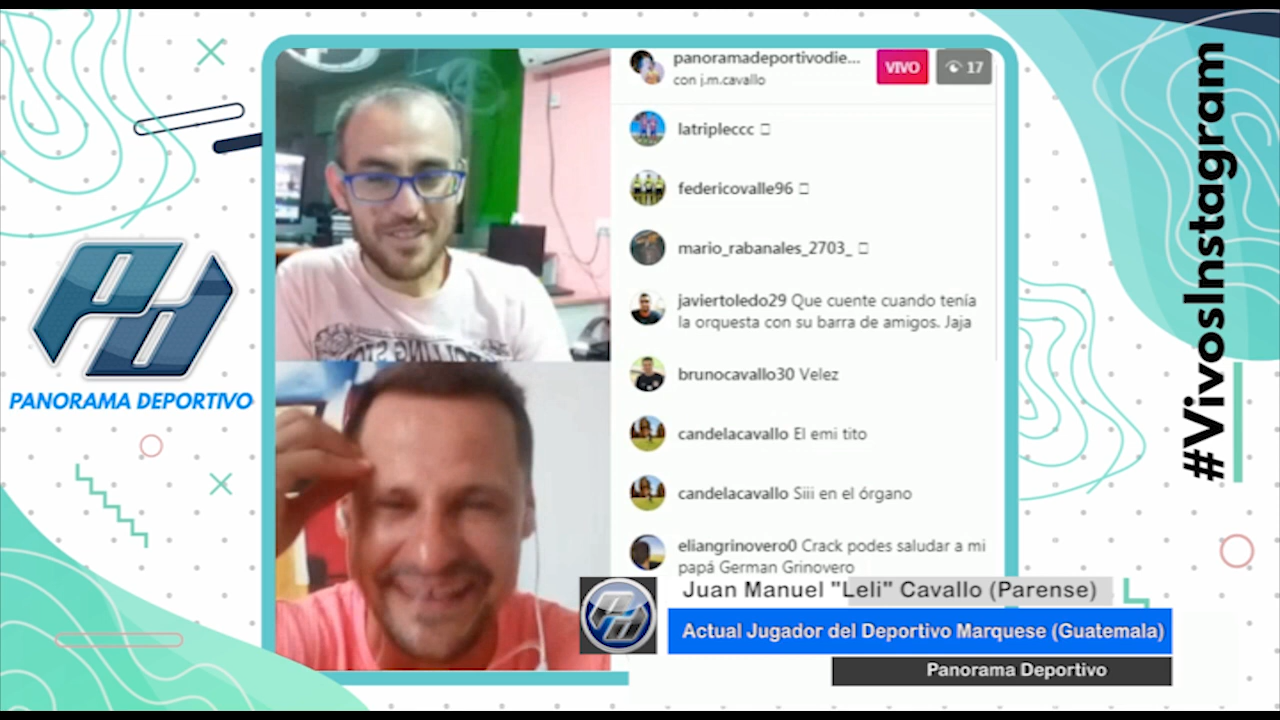 panoramadeportivodie...
con j.m.cavallo
VIVO
17
latripleccc
federicovalle96
mario_rabanales_2703_
javiertoledo29 Que cuente cuando tenía
la orquesta con su barra de amigos. Jaja
brunocavallo30 Velez
candelacavallo El emi tito
candelacavallo Siii en el órgano
eliangrinovero0 Crack podes saludar a mi
papá German Grinovero
PD
PANORAMA DEPORTIVO
#VivosInstagram
Juan Manuel "Leli" Cavallo (Parense)
Actual Jugador del Deportivo Marquese (Guatemala)
Panorama Deportivo